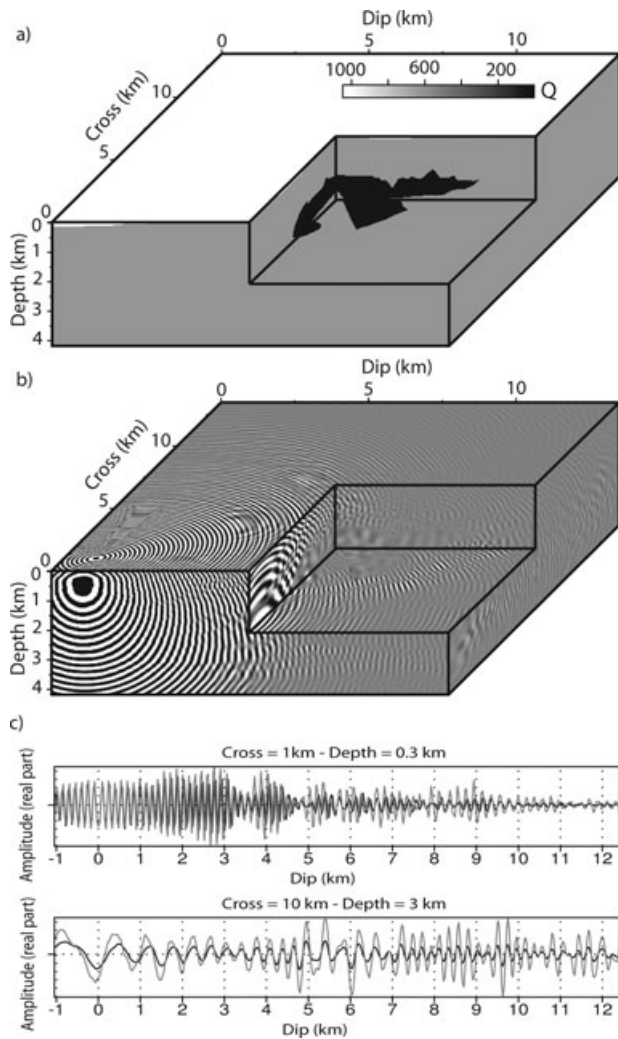 a)
Dip (km)
0 5 10
1000 600 200
Q
Cross (km)
10
5
0
Depth (km)
0
1
2
3
4
b)
Dip (km)
0 5 10
Cross (km)
10
5
0
Depth (km)
0
1
2
3
4
c)
Cross = 1km - Depth = 0.3 km
Amplitude (real part)
-1 0 1 2 3 4 5 6 7 8 9 10 11 12
Dip (km)
Cross = 10 km - Depth = 3 km
Amplitude (real part)
-1 0 1 2 3 4 5 6 7 8 9 10 11 12
Dip (km)